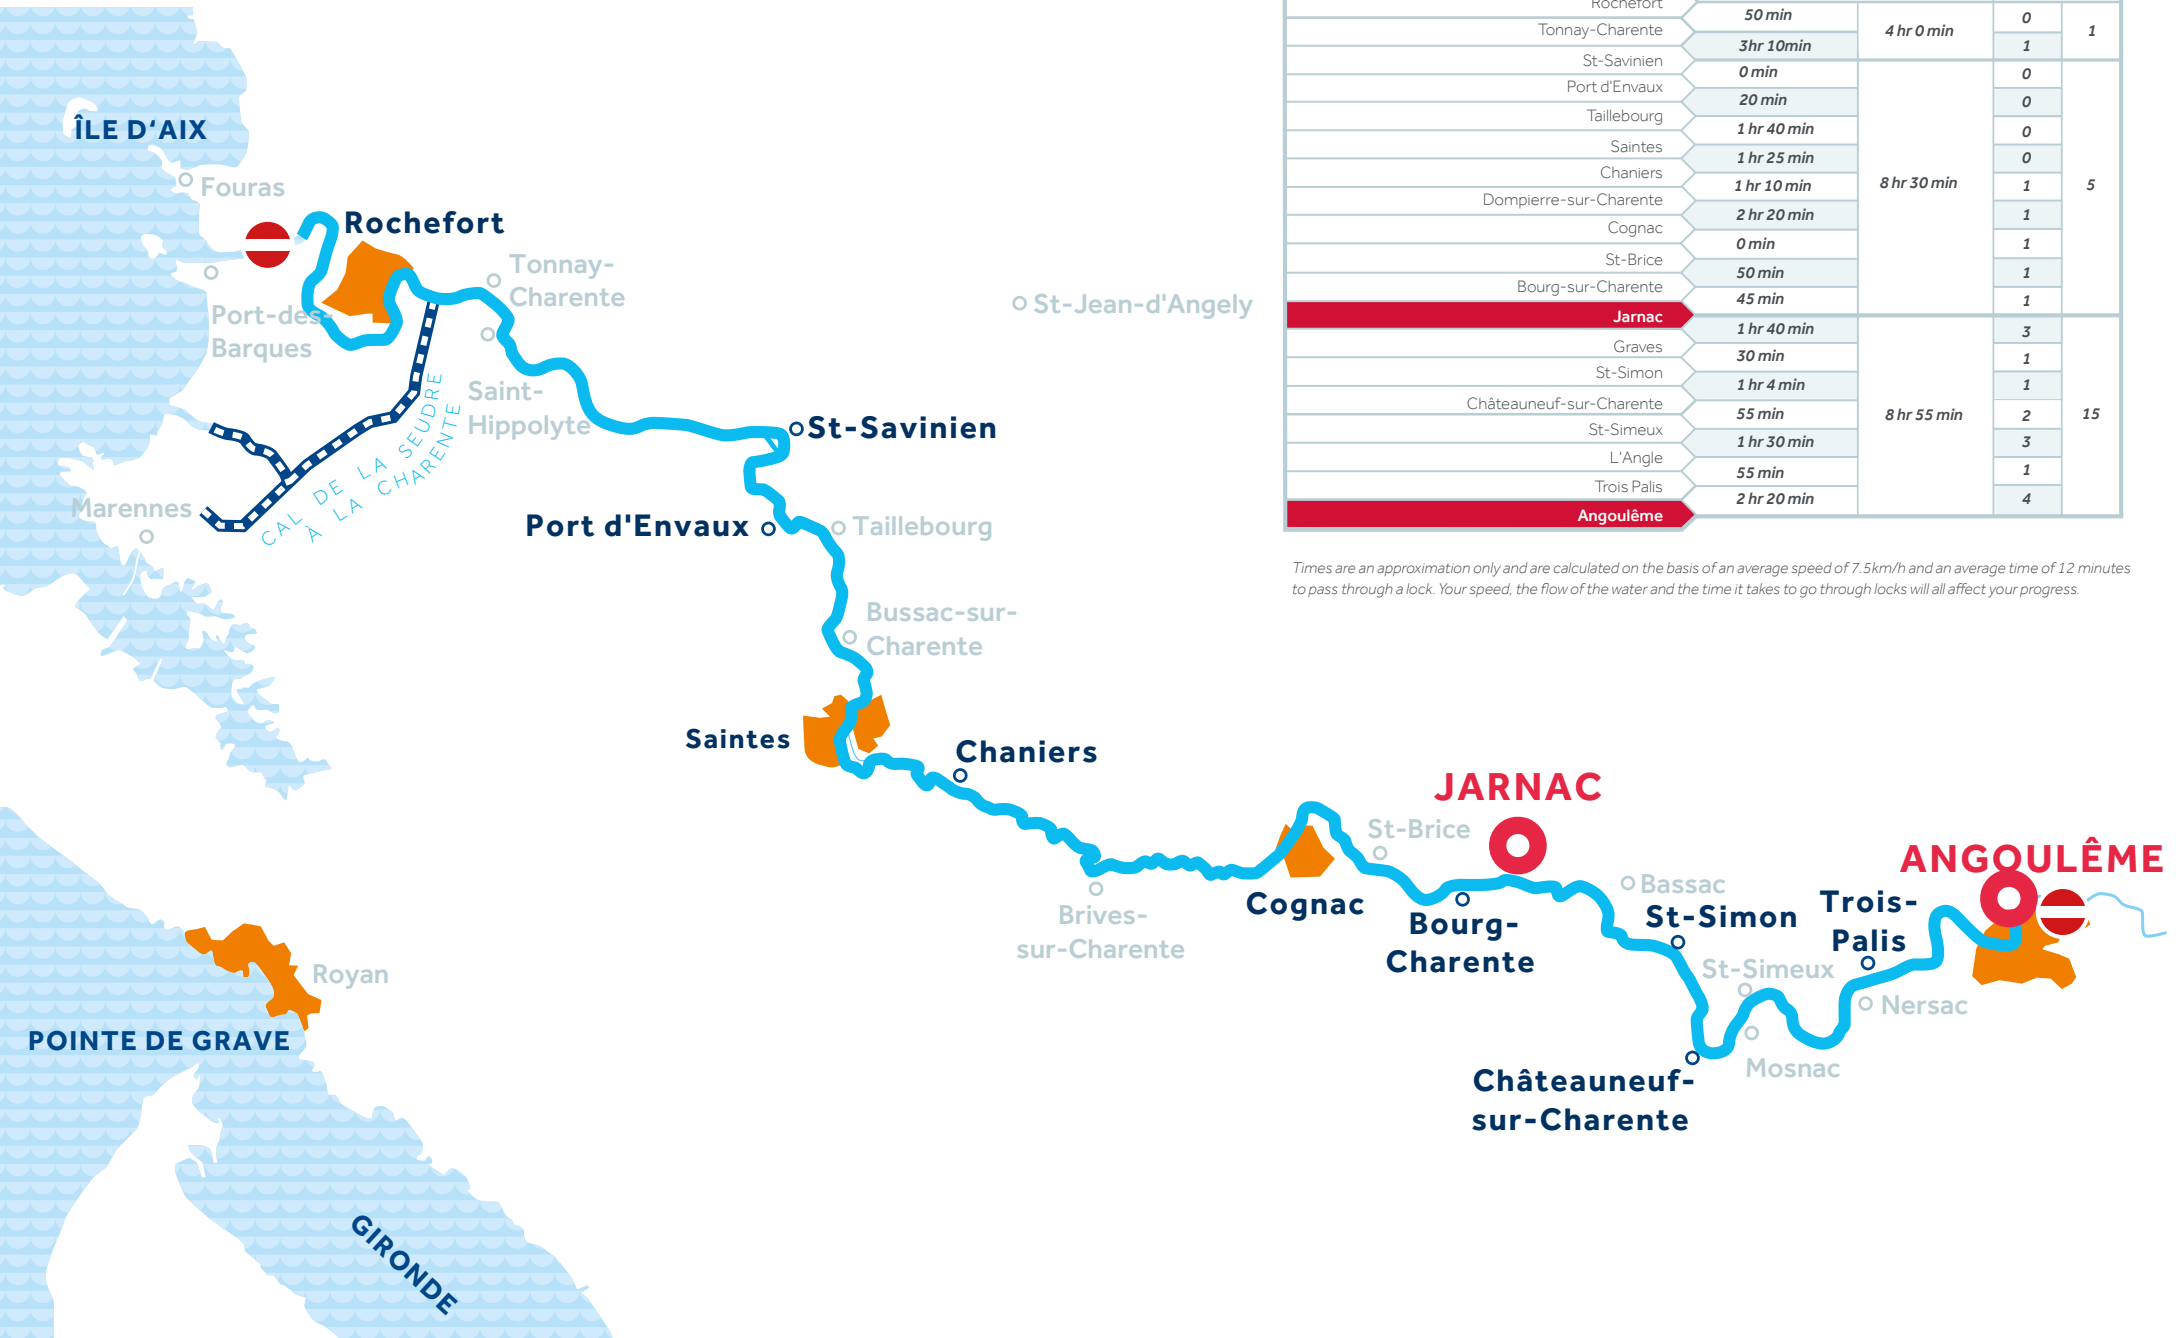 Rochefort
50 min
4 hr 0 min
0
1
Tonnay-Charente
3hr 10min
1
St-Savinien
0 min
8 hr 30 min
0
5
Port d'Envaux
20 min
0
Taillebourg
1 hr 40 min
0
Saintes
1 hr 25 min
0
Chaniers
1 hr 10 min
1
Dompierre-sur-Charente
2 hr 20 min
1
Cognac
0 min
1
St-Brice
50 min
1
Bourg-sur-Charente
45 min
1
Jarnac
1 hr 40 min
8 hr 55 min
3
15
Graves
30 min
1
St-Simon
1 hr 4 min
1
Châteauneuf-sur-Charente
55 min
2
St-Simeux
1 hr 30 min
3
L'Angle
55 min
1
Trois Palis
2 hr 20 min
4
Angoulême
Times are an approximation only and are calculated on the basis of an average speed of 7.5km/h and an average time of 12 minutes
to pass through a lock. Your speed, the flow of the water and the time it takes to go through locks will all affect your progress.
ÎLE D‘AIX
Fouras
Rochefort
Tonnay-
Charente
Port-des-
Barques
St-Jean-d'Angely
Saint-
Hippolyte
CAL DE LA SEUDRE
À LA CHARENTE
Marennes
St-Savinien
Port d'Envaux
Taillebourg
Bussac-sur-
Charente
Saintes
Chaniers
JARNAC
St-Brice
Cognac
Brives-
sur-Charente
Bourg-
Charente
Bassac
St-Simon
ANGOULÊME
Trois-
Palis
St-Simeux
Nersac
Mosnac
Châteauneuf-
sur-Charente
Royan
POINTE DE GRAVE
GIRONDE